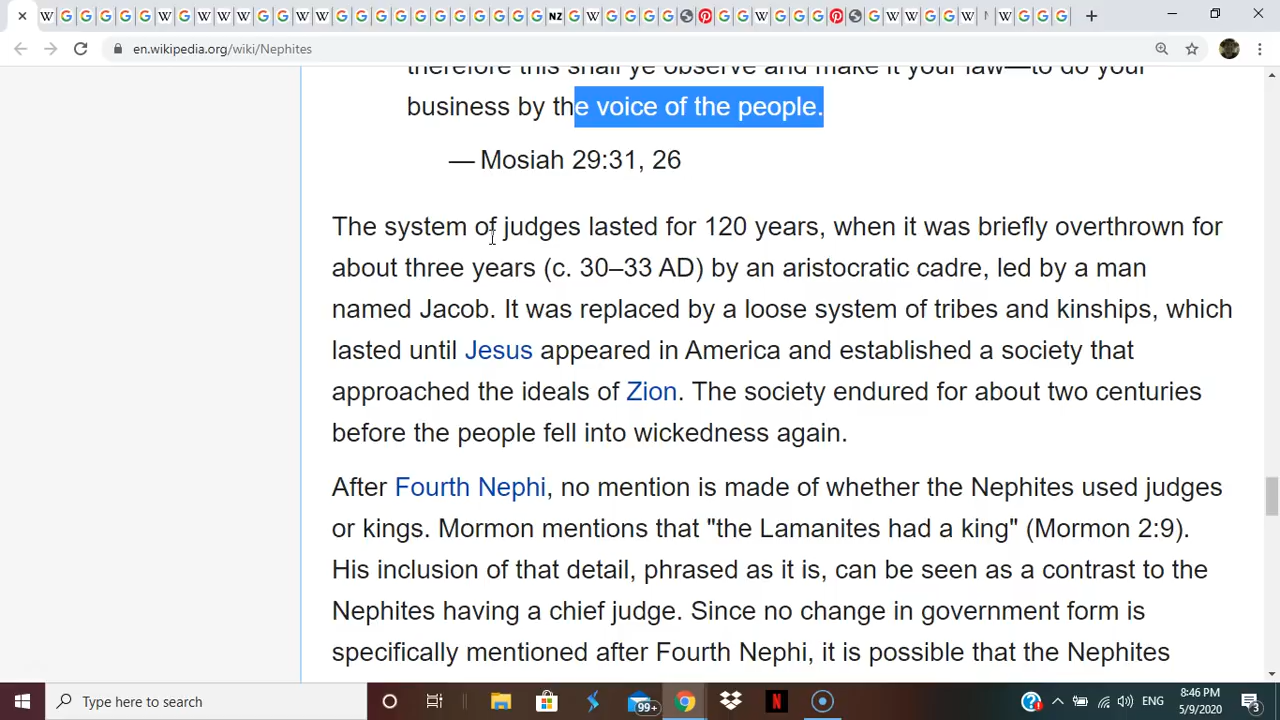 en.wikipedia.org/wiki/Nephites
therefore this shall ye observe and make it your law—to do your
business by the voice of the people.
— Mosiah 29:31, 26
The system of judges lasted for 120 years, when it was briefly overthrown for
about three years (c. 30–33 AD) by an aristocratic cadre, led by a man
named Jacob. It was replaced by a loose system of tribes and kinships, which
lasted until Jesus appeared in America and established a society that
approached the ideals of Zion. The society endured for about two centuries
before the people fell into wickedness again.
After Fourth Nephi, no mention is made of whether the Nephites used judges
or kings. Mormon mentions that "the Lamanites had a king" (Mormon 2:9).
His inclusion of that detail, phrased as it is, can be seen as a contrast to the
Nephites having a chief judge. Since no change in government form is
specifically mentioned after Fourth Nephi, it is possible that the Nephites
Type here to search
99+
ENG
8:46 PM
5/9/2020
3